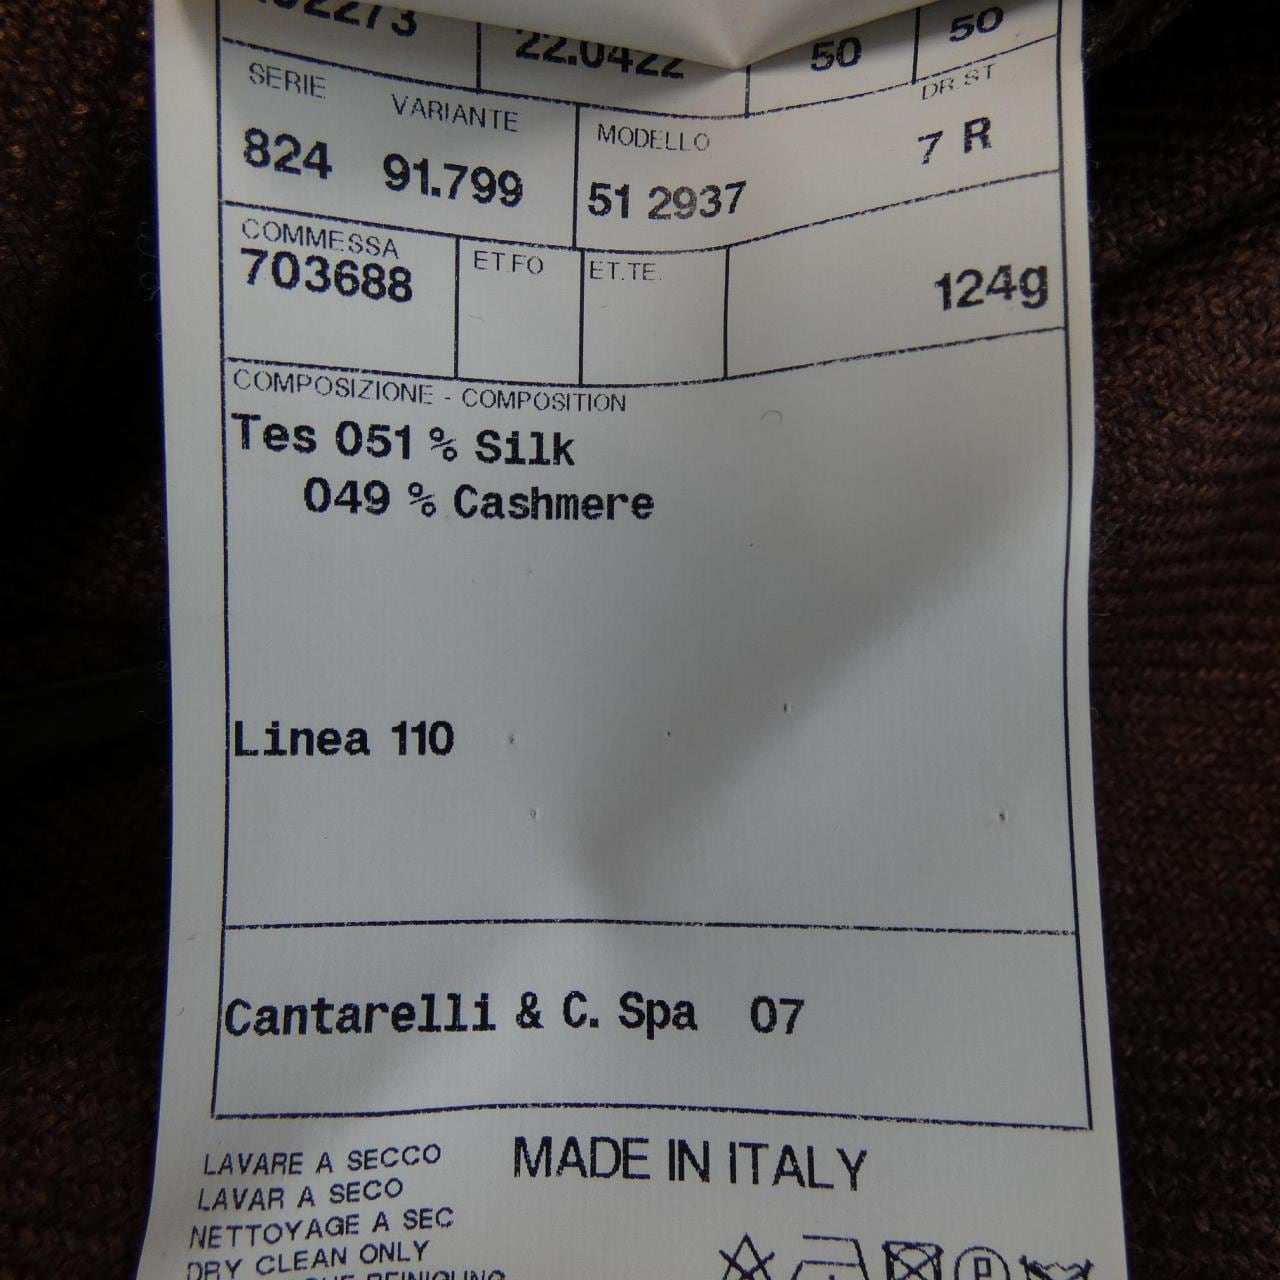 22.0422 50 50
SERIE VARIANTE MODELLO DR.ST
824 91.799 51 2937 7 R
COMMESSA ET.FO ET.TE.
703688 124g
COMPOSIZIONE - COMPOSITION
Tes 051 % Silk
049 % Cashmere
Linea 110
Cantarelli & C. Spa 07
MADE IN ITALY
LAVARE A SECCO
LAVAR A SECO
NETTOYAGE A SEC
DRY CLEAN ONLY
P